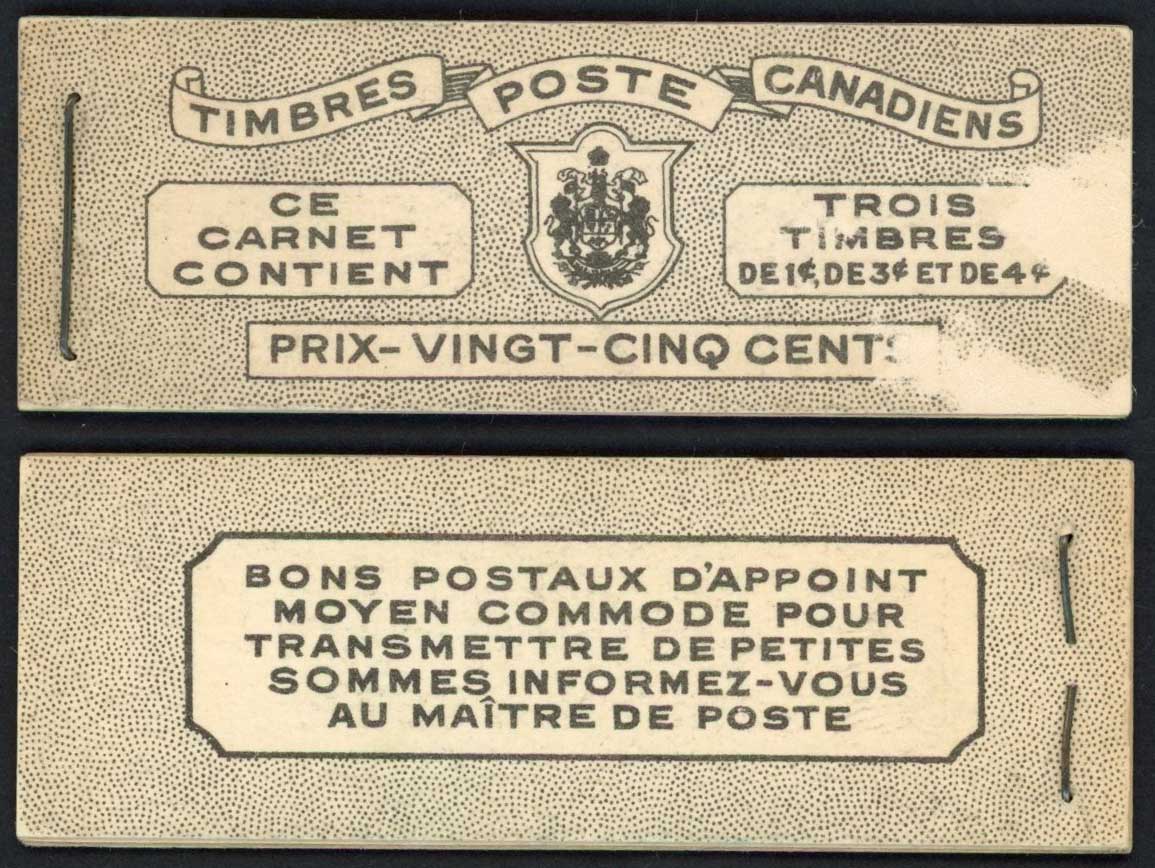 TIMBRES POSTE CANADIENS
CE
CARNET
CONTIENT
TROIS
TIMBRES
DE 1¢, DE 3¢ ET DE 4¢
PRIX-VINGT-CINQ CENTS
BONS POSTAUX D'APPOINT
MOYEN COMMODE POUR
TRANSMETTRE DE PETITES
SOMMES INFORMEZ-VOUS
AU MAÎTRE DE POSTE